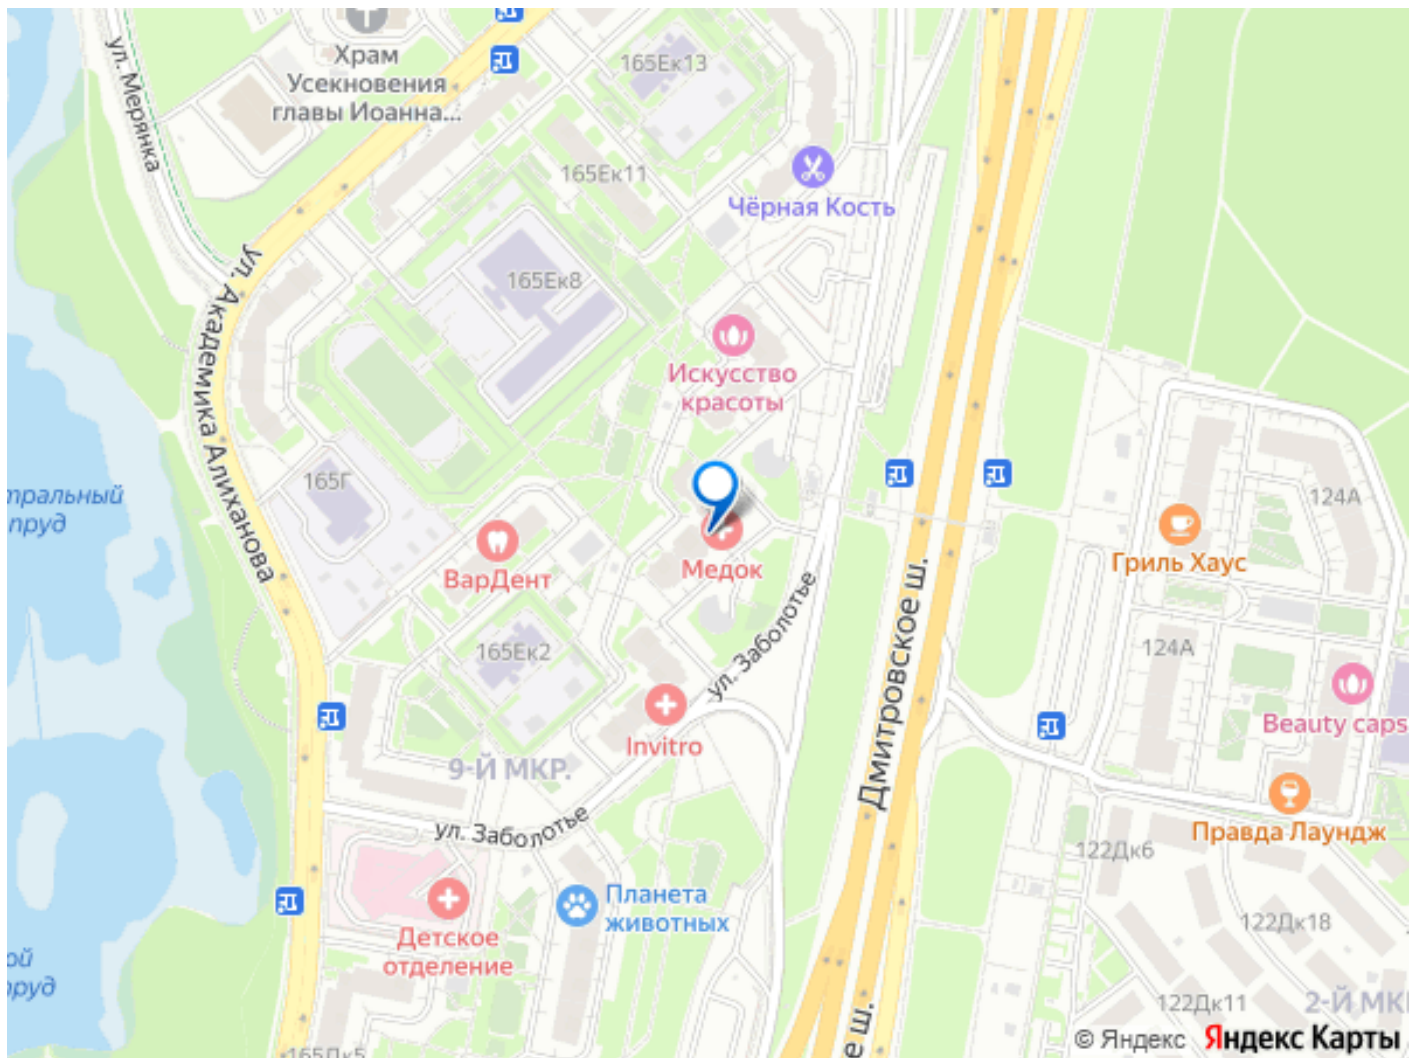 ул. Мерянка
Храм
Усекновения
главы Иоанна...
165Ек13
165Ек11
Чёрная Кость
ул. Академика Алиханова
165Ек8
Искусство
красоты
165Г
тральный
пруд
ВарДент
Медок
124А
Гриль Хаус
ул. Заболотье
Дмитровское ш.
165Ек2
124А
Invitro
Beauty caps
9-Й МКР.
ул. Заболотье
Правда Лаундж
122Дк6
Планета
животных
Детское
отделение
122Дк18
ой
пруд
122Дк11
2-Й МКР
е ш.
165Дк5
© Яндекс Яндекс Карты